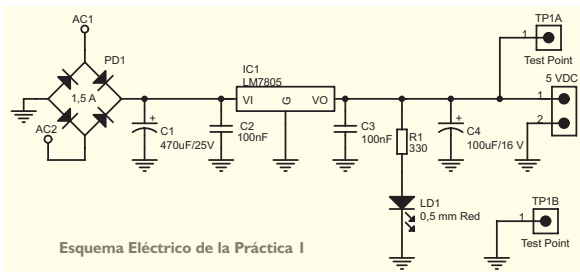 AC1
TP1A
1
Test Point
PD1
IC1
LM7805
5 VDC
1,5 A
VI
G
VO
1
2
AC2
C1
470uF/25V
C2
100nF
C3
100nF
R1
330
C4
100uF/16 V
LD1
0,5 mm Red
TP1B
1
Test Point
Esquema Eléctrico de la Práctica 1